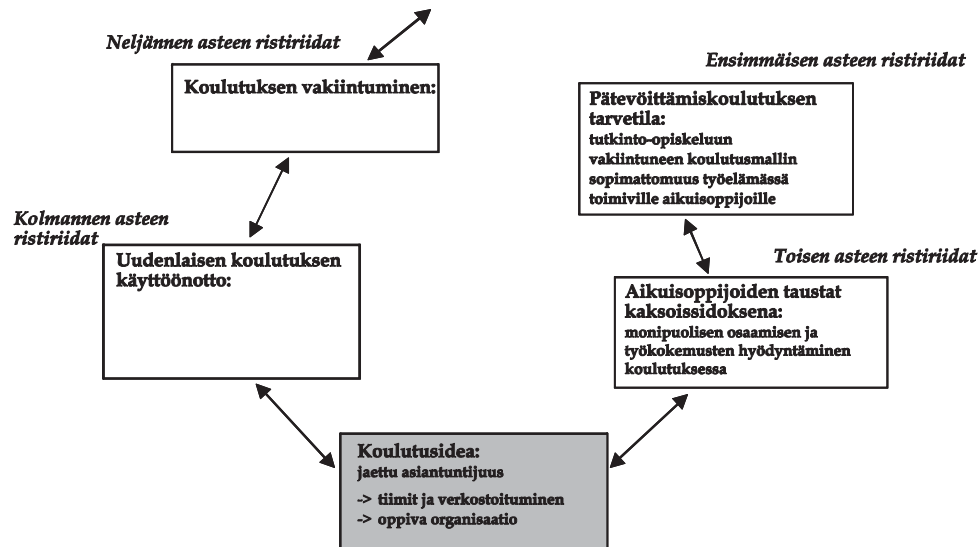 Neljännen asteen ristiriidat
Koulutuksen vakiintuminen:
Ensimmäisen asteen ristiriidat
Pätevöittämiskoulutuksen
tarvetila:
tutkinto-opiskeluun
vakiintuneen koulutusmallin
sopimattomuus työelämässä
toimiville aikuisoppijoille
Kolmannen asteen
ristiriidat
Uudenlaisen koulutuksen
käyttöönotto:
Toisen asteen ristiriidat
Aikuisoppijoiden taustat
kaksoissidoksena:
monipuolisen osaamisen ja
työkokemusten hyödyntäminen
koulutuksessa
Koulutusidea:
jaettu asiantuntijuus
-> tiimit ja verkostoituminen
-> oppiva organisaatio